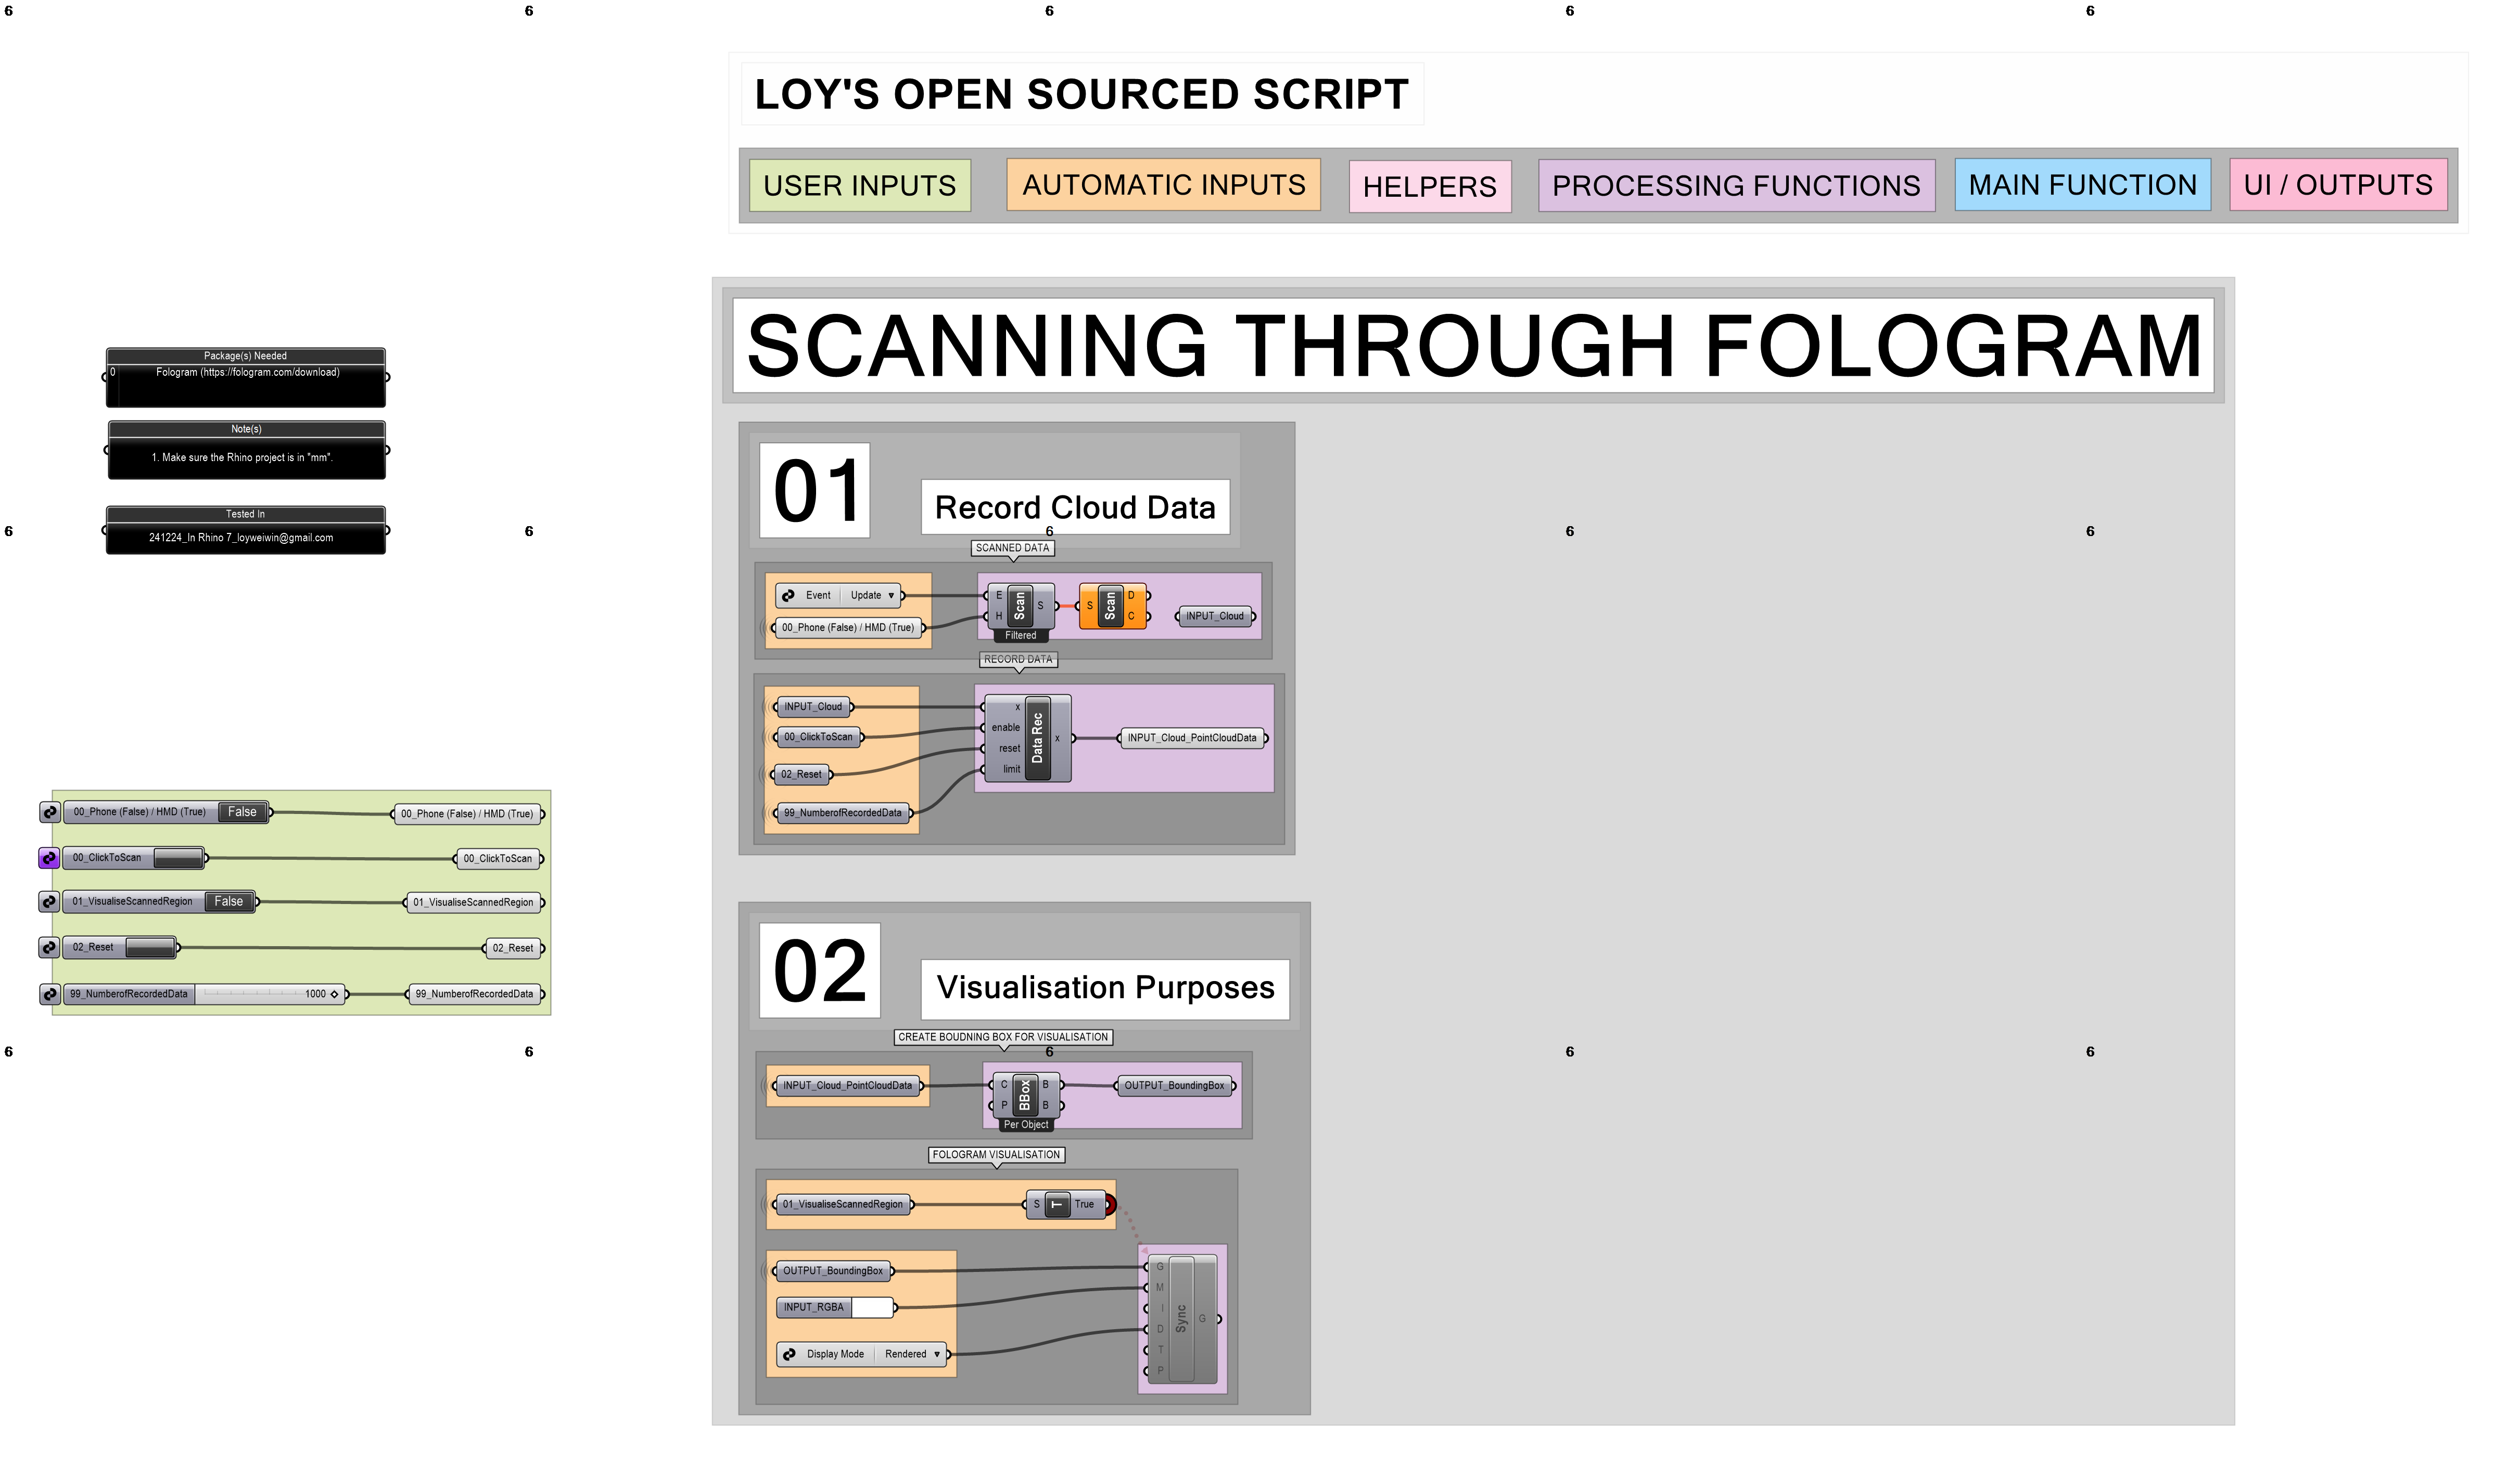 6 6 6 6 6
LOY'S OPEN SOURCED SCRIPT
USER INPUTS AUTOMATIC INPUTS HELPERS PROCESSING FUNCTIONS MAIN FUNCTION UI / OUTPUTS
SCANNING THROUGH FOLOGRAM
Package(s) Needed
0 Fologram (https://fologram.com/download)
Note(s)
1. Make sure the Rhino project is in "mm".
Tested In
241224_In Rhino 7_loyweiwin@gmail.com
6 6 6 6 6
00_Phone (False) / HMD (True) False 00_Phone (False) / HMD (True)
00_ClickToScan 00_ClickToScan
01_VisualiseScannedRegion False 01_VisualiseScannedRegion
02_Reset 02_Reset
99_NumberofRecordedData 1000 99_NumberofRecordedData
6 6 6 6 6
01
Record Cloud Data
SCANNED DATA
Event Update
00_Phone (False) / HMD (True)
E
H
Scan
S
Filtered
S
Scan
D
C
INPUT_Cloud
RECORD DATA
INPUT_Cloud
00_ClickToScan
02_Reset
99_NumberofRecordedData
x
enable
reset
limit
Data Rec
x
INPUT_Cloud_PointCloudData
02
Visualisation Purposes
CREATE BOUDNING BOX FOR VISUALISATION
INPUT_Cloud_PointCloudData
C
P
BBox
B
B
Per Object
OUTPUT_BoundingBox
FOLOGRAM VISUALISATION
01_VisualiseScannedRegion
S T True
OUTPUT_BoundingBox
INPUT_RGBA
Display Mode Rendered
G
M
I
D
T
P
Sync
G